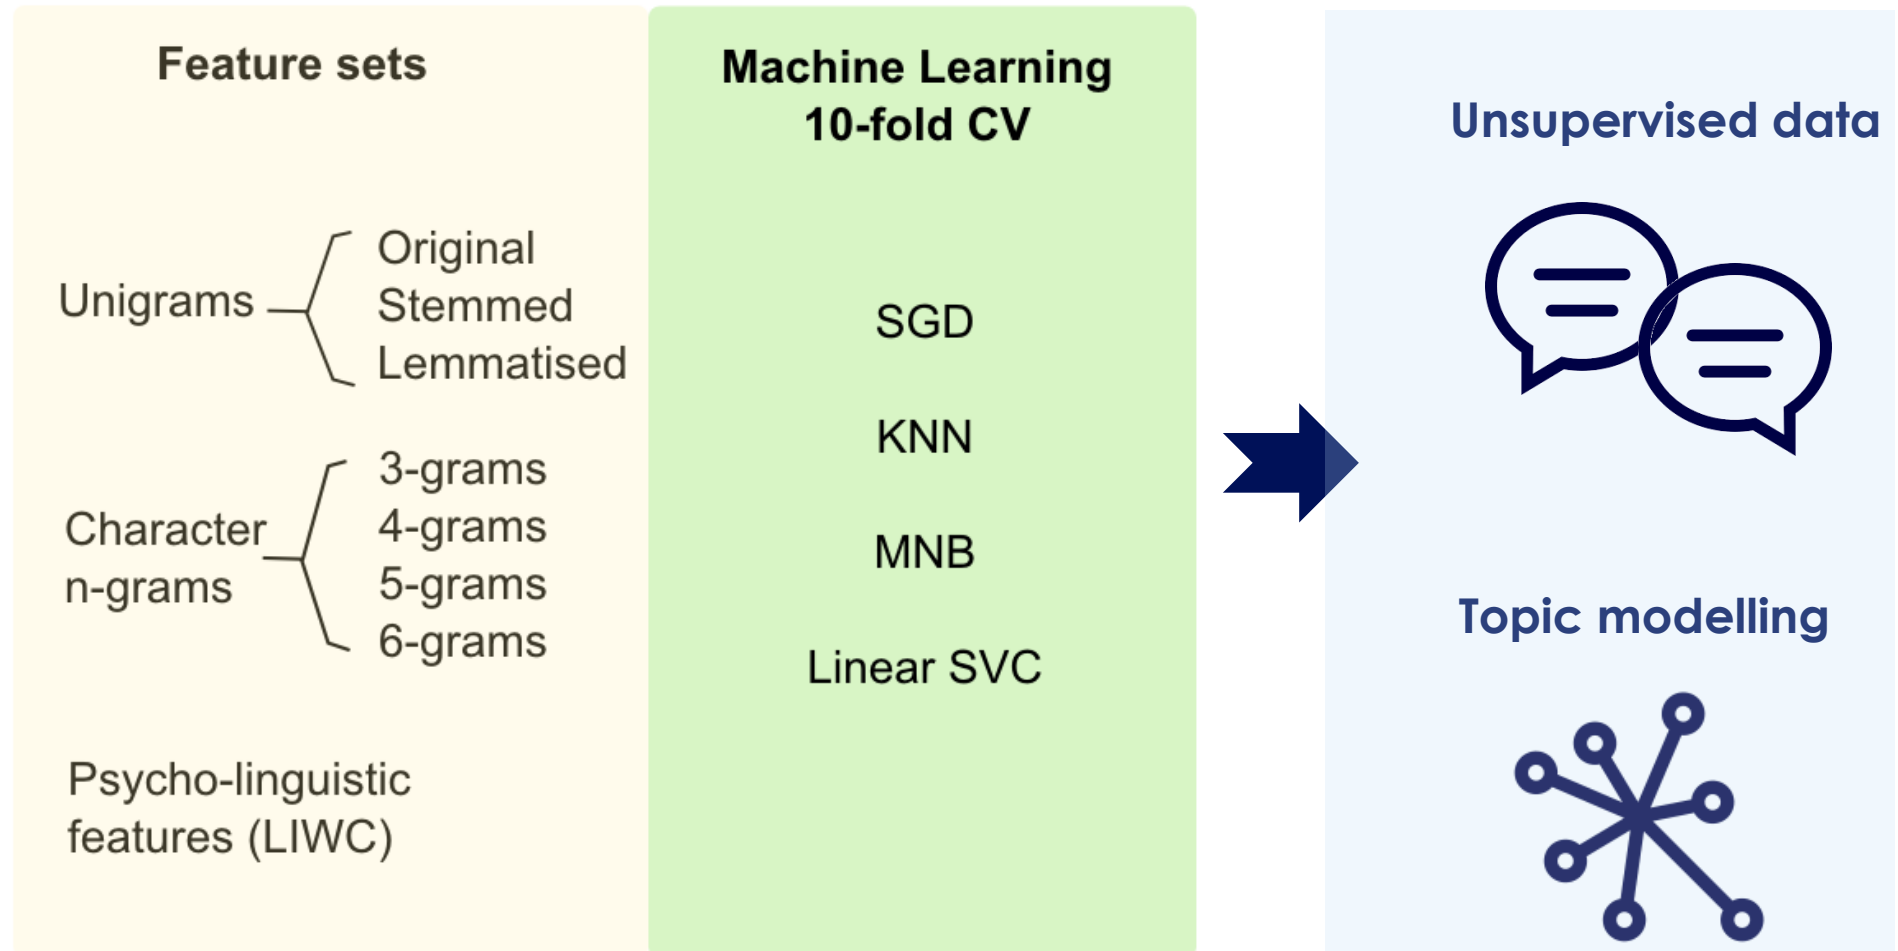 Feature sets
Unigrams
Original
Stemmed
Lemmatised
Character
n-grams
3-grams
4-grams
5-grams
6-grams
Psycho-linguistic
features (LIWC)
Machine Learning
10-fold CV
SGD
KNN
MNB
Linear SVC
Unsupervised data
Topic modelling